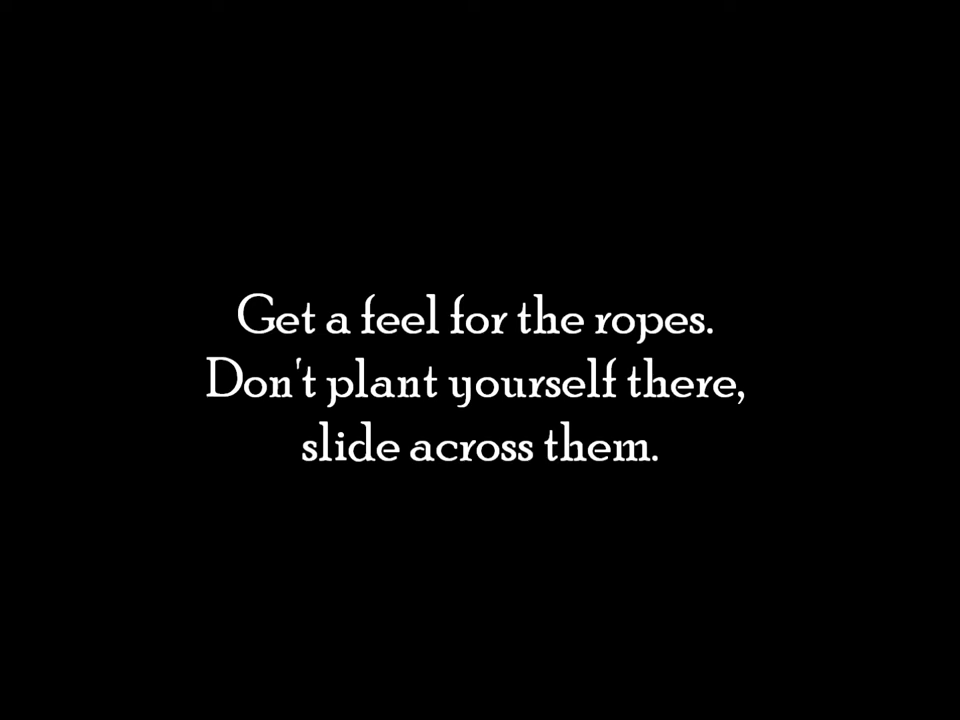 Get a feel for the ropes.
Don't plant yourself there,
slide across them.